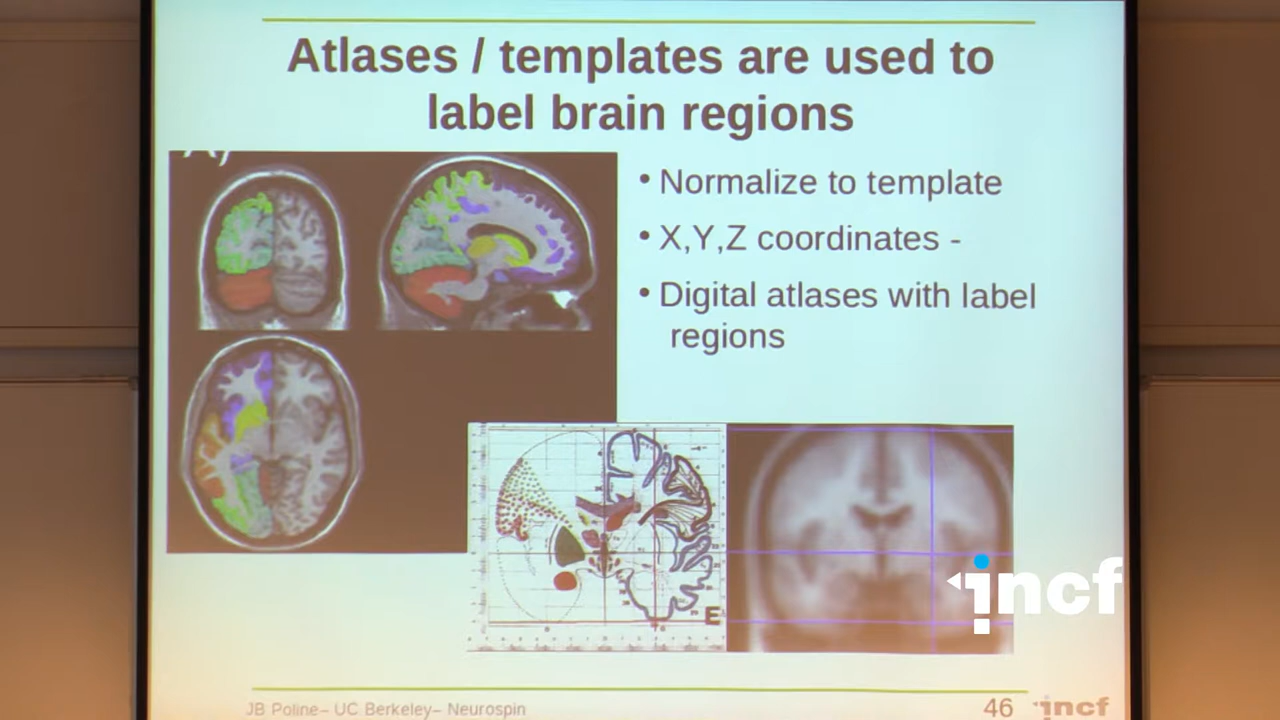 Atlases / templates are used to
label brain regions
A)
• Normalize to template
• X,Y,Z coordinates -
• Digital atlases with label
regions
E
incf
JB Poline– UC Berkeley– Neurospin
46
incf